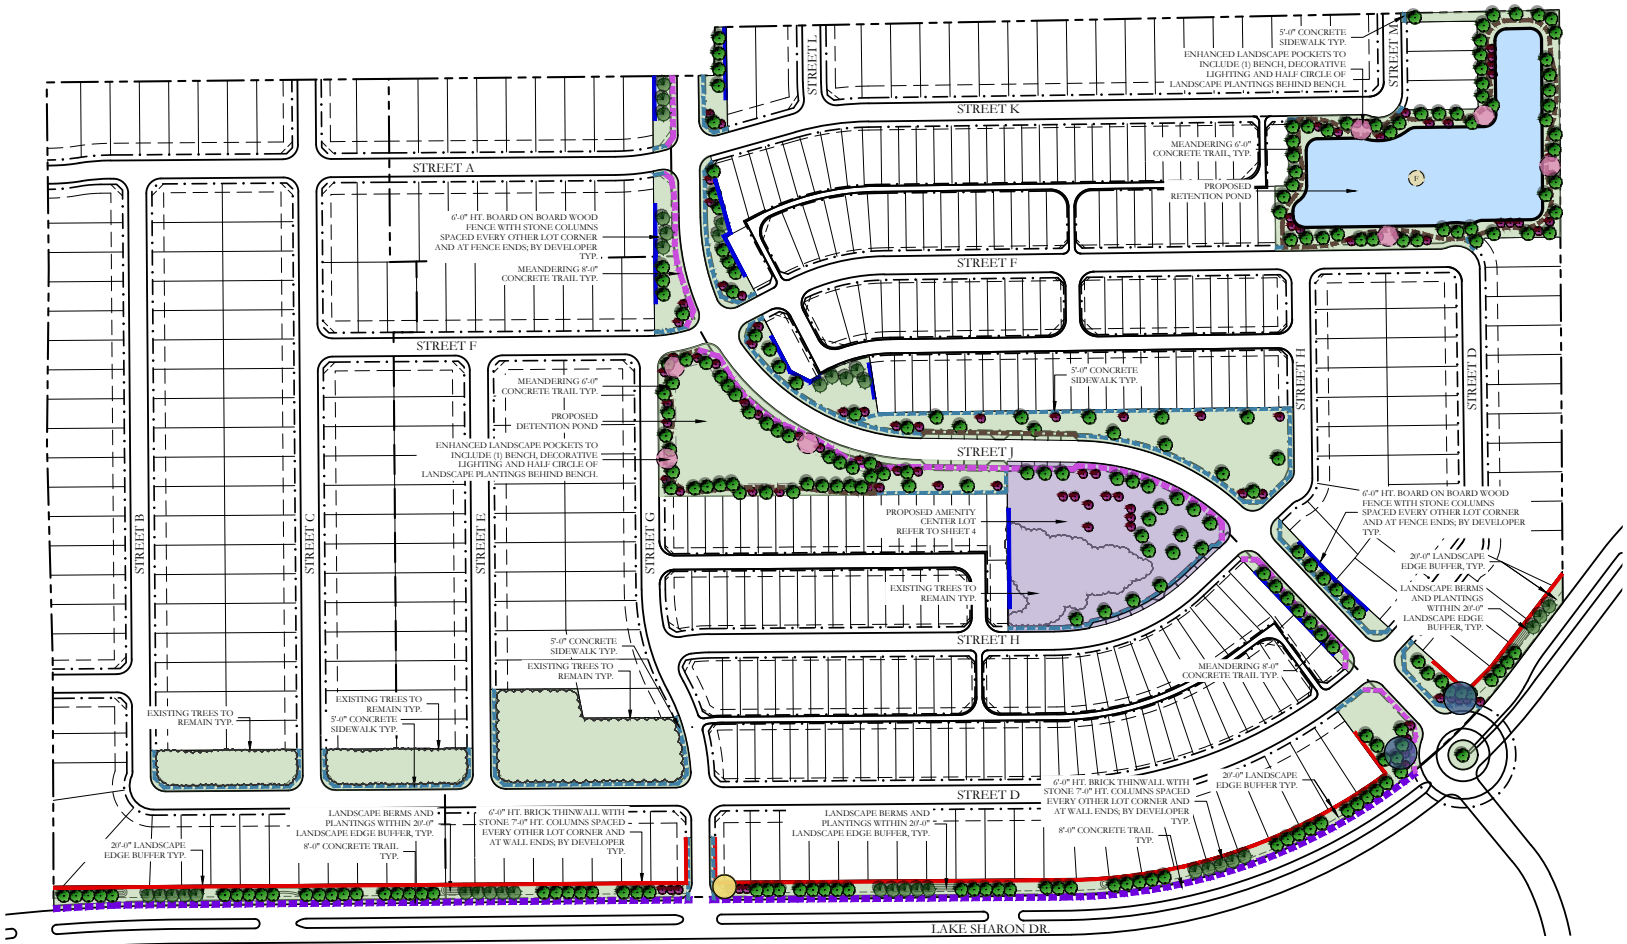 STREET L
STREET M
5'-0" CONCRETE
SIDEWALK TYP.
ENHANCED LANDSCAPE POCKETS TO
INCLUDE (1) BENCH, DECORATIVE
LIGHTING AND HALF CIRCLE OF
LANDSCAPE PLANTINGS BEHIND BENCH.
STREET K
MEANDERING 6'-0"
CONCRETE TRAIL, TYP.
STREET A
PROPOSED
RETENTION POND
F
6'-0" HT. BOARD ON BOARD WOOD
FENCE WITH STONE COLUMNS
SPACED EVERY OTHER LOT CORNER
AND AT FENCE ENDS; BY DEVELOPER
TYP.
MEANDERING 8'-0"
CONCRETE TRAIL TYP.
STREET F
STREET F
MEANDERING 6'-0"
CONCRETE TRAIL TYP.
5'-0" CONCRETE
SIDEWALK TYP.
STREET H
STREET D
PROPOSED
DETENTION POND
ENHANCED LANDSCAPE POCKETS TO
INCLUDE (1) BENCH, DECORATIVE
LIGHTING AND HALF CIRCLE OF
LANDSCAPE PLANTINGS BEHIND BENCH.
STREET J
STREET B
STREET C
STREET E
STREET G
PROPOSED AMENITY
CENTER LOT
REFER TO SHEET 4
6'-0" HT. BOARD ON BOARD WOOD
FENCE WITH STONE COLUMNS
SPACED EVERY OTHER LOT CORNER
AND AT FENCE ENDS; BY DEVELOPER
TYP.
20'-0" LANDSCAPE
EDGE BUFFER, TYP.
EXISTING TREES TO
REMAIN TYP.
LANDSCAPE BERMS
AND PLANTINGS
WITHIN 20'-0"
LANDSCAPE EDGE
BUFFER, TYP.
STREET H
5'-0" CONCRETE
SIDEWALK TYP.
EXISTING TREES TO
REMAIN TYP.
MEANDERING 8'-0"
CONCRETE TRAIL TYP.
EXISTING TREES TO
REMAIN TYP.
EXISTING TREES TO
REMAIN TYP.
5'-0" CONCRETE
SIDEWALK TYP.
STREET D
6'-0" HT. BRICK THINWALL WITH
STONE 7'-0" HT. COLUMNS SPACED
EVERY OTHER LOT CORNER AND
AT WALL ENDS; BY DEVELOPER
TYP.
20'-0" LANDSCAPE
EDGE BUFFER TYP.
LANDSCAPE BERMS AND
PLANTINGS WITHIN 20'-0"
LANDSCAPE EDGE BUFFER, TYP.
6'-0" HT. BRICK THINWALL WITH
STONE 7'-0" HT. COLUMNS SPACED
EVERY OTHER LOT CORNER AND
AT WALL ENDS; BY DEVELOPER
TYP.
LANDSCAPE BERMS AND
PLANTINGS WITHIN 20'-0"
LANDSCAPE EDGE BUFFER, TYP.
8'-0" CONCRETE TRAIL
TYP.
20'-0" LANDSCAPE
EDGE BUFFER TYP.
8'-0" CONCRETE TRAIL
TYP.
LAKE SHARON DR.